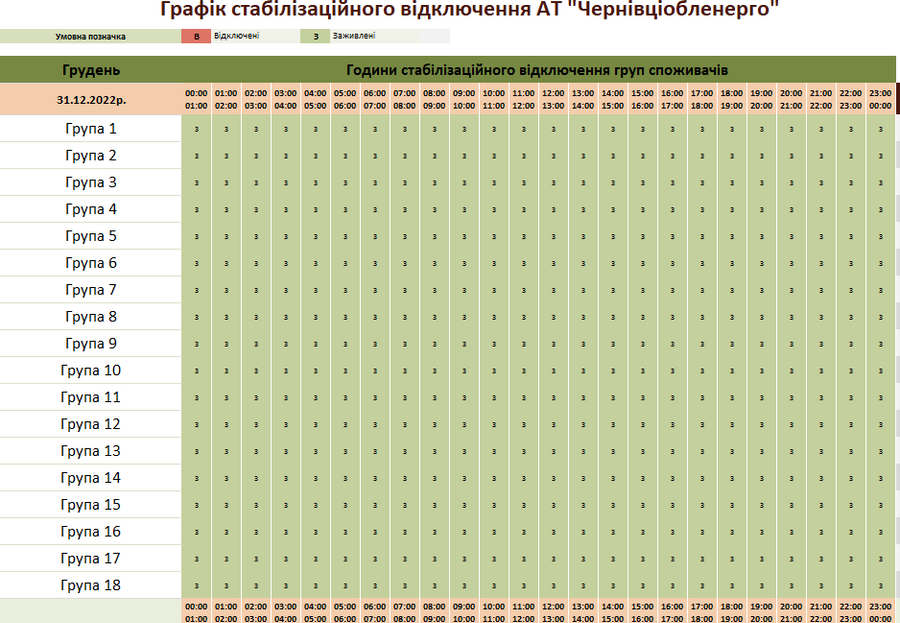 Графік стабілізаційного відключення АТ "Чернівціобленерго"
Умовна позначка В Відключені З Заживлені
Грудень Години стабілізаційного відключення груп споживачів
31.12.2022р. 00:00 01:00 02:00 03:00 04:00 05:00 06:00 07:00 08:00 09:00 10:00 11:00 12:00 13:00 14:00 15:00 16:00 17:00 18:00 19:00 20:00 21:00 22:00 23:00
01:00 02:00 03:00 04:00 05:00 06:00 07:00 08:00 09:00 10:00 11:00 12:00 13:00 14:00 15:00 16:00 17:00 18:00 19:00 20:00 21:00 22:00 23:00 00:00
Група 1 З З З З З З З З З З З З З З З З З З З З З З З З
Група 2 З З З З З З З З З З З З З З З З З З З З З З З З
Група 3 З З З З З З З З З З З З З З З З З З З З З З З З
Група 4 З З З З З З З З З З З З З З З З З З З З З З З З
Група 5 З З З З З З З З З З З З З З З З З З З З З З З З
Група 6 З З З З З З З З З З З З З З З З З З З З З З З З
Група 7 З З З З З З З З З З З З З З З З З З З З З З З З
Група 8 З З З З З З З З З З З З З З З З З З З З З З З З
Група 9 З З З З З З З З З З З З З З З З З З З З З З З З
Група 10 З З З З З З З З З З З З З З З З З З З З З З З З
Група 11 З З З З З З З З З З З З З З З З З З З З З З З З
Група 12 З З З З З З З З З З З З З З З З З З З З З З З З
Група 13 З З З З З З З З З З З З З З З З З З З З З З З З
Група 14 З З З З З З З З З З З З З З З З З З З З З З З З
Група 15 З З З З З З З З З З З З З З З З З З З З З З З З
Група 16 З З З З З З З З З З З З З З З З З З З З З З З З
Група 17 З З З З З З З З З З З З З З З З З З З З З З З З
Група 18 З З З З З З З З З З З З З З З З З З З З З З З З
00:00 01:00 02:00 03:00 04:00 05:00 06:00 07:00 08:00 09:00 10:00 11:00 12:00 13:00 14:00 15:00 16:00 17:00 18:00 19:00 20:00 21:00 22:00 23:00
01:00 02:00 03:00 04:00 05:00 06:00 07:00 08:00 09:00 10:00 11:00 12:00 13:00 14:00 15:00 16:00 17:00 18:00 19:00 20:00 21:00 22:00 23:00 00:00